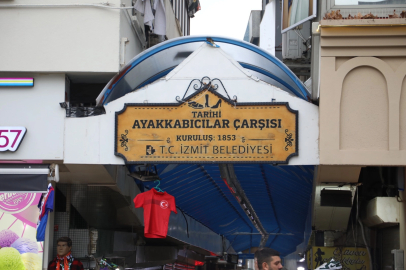 TARİHİ
AYAKKABICILAR ÇARŞISI
KURULUŞ: 1853
T.C. İZMİT BELEDİYESİ
57